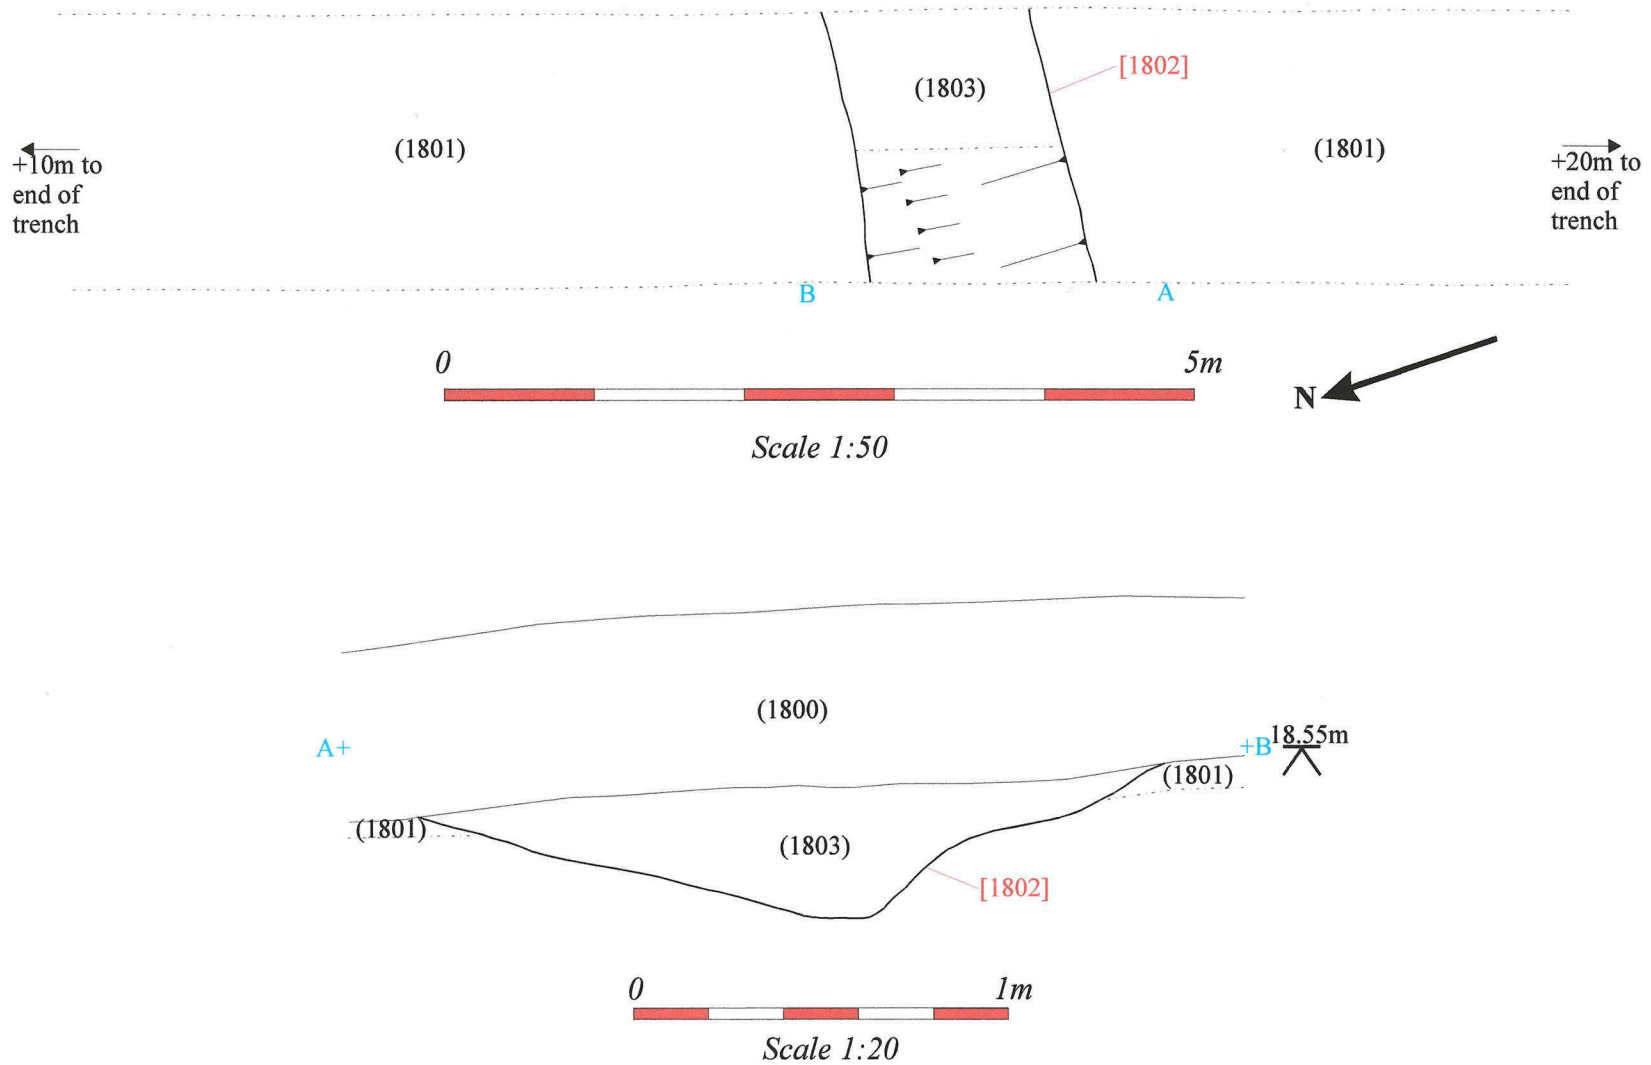 [1802]
(1803)
(1801)
(1801)
+10m to
end of
trench
+20m to
end of
trench
B
A
0
5m
N
Scale 1:50
(1800)
A+
+B
18.55m
(1801)
(1801)
(1803)
[1802]
0
1m
Scale 1:20